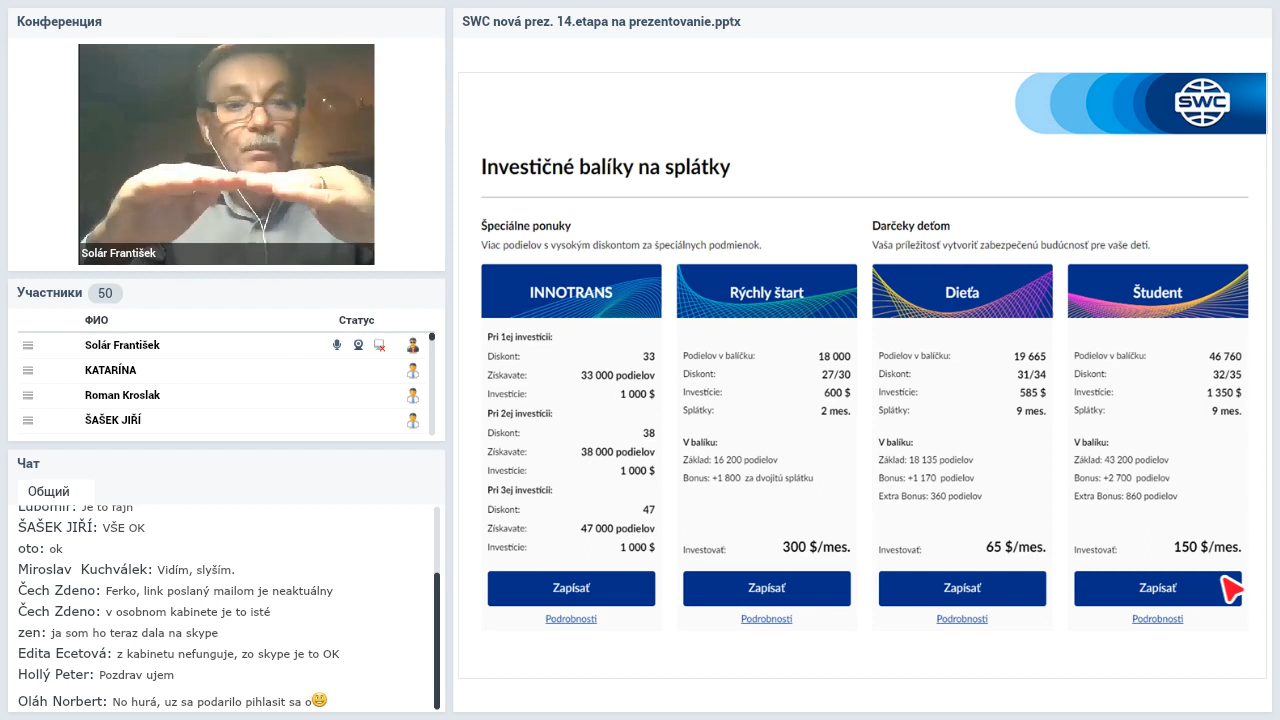 Конференция
Solár František
Участники 50
ФИО Статус
Solár František
KATARÍNA
Roman Kroslak
ŠAŠEK JIŘÍ
Чат
Общий
Lubomir: Je to fajn
ŠAŠEK JIŘÍ: VŠE OK
oto: ok
Miroslav Kuchválek: Vidím, slyším.
Čech Zdeno: Ferko, link poslaný mailom je neaktuálny
Čech Zdeno: v osobnom kabinete je to isté
zen: ja som ho teraz dala na skype
Edita Ecetová: z kabinetu nefunguje, zo skype je to OK
Hollý Peter: Pozdrav ujem
Oláh Norbert: No hurá, uz sa podarilo pihlasit sa o
SWC nová prez. 14.etapa na prezentovanie.pptx
SWC
Investičné balíky na splátky
Špeciálne ponuky
Viac podielov s vysokým diskontom za špeciálnych podmienok.
Darčeky deťom
Vaša príležitosť vytvoriť zabezpečenú budúcnosť pre vaše deti.
INNOTRANS
Pri 1ej investícii:
Diskont: 33
Získavate: 33 000 podielov
Investície: 1 000 $
Pri 2ej investícii:
Diskont: 38
Získavate: 38 000 podielov
Investície: 1 000 $
Pri 3ej investícii:
Diskont: 47
Získavate: 47 000 podielov
Investície: 1 000 $
Zapísať
Podrobnosti
Rýchly štart
Podielov v balíčku: 18 000
Diskont: 27/30
Investície: 600 $
Splátky: 2 mes.
V balíku:
Základ: 16 200 podielov
Bonus: +1 800 za dvojitú splátku
Investovať: 300 $/mes.
Zapísať
Podrobnosti
Dieťa
Podielov v balíčku: 19 665
Diskont: 31/34
Investície: 585 $
Splátky: 9 mes.
V balíku:
Základ: 18 135 podielov
Bonus: +1 170 podielov
Extra Bonus: 360 podielov
Investovať: 65 $/mes.
Zapísať
Podrobnosti
Študent
Podielov v balíčku: 46 760
Diskont: 32/35
Investície: 1 350 $
Splátky: 9 mes.
V balíku:
Základ: 43 200 podielov
Bonus: +2 700 podielov
Extra Bonus: 860 podielov
Investovať: 150 $/mes.
Zapísať
Podrobnosti